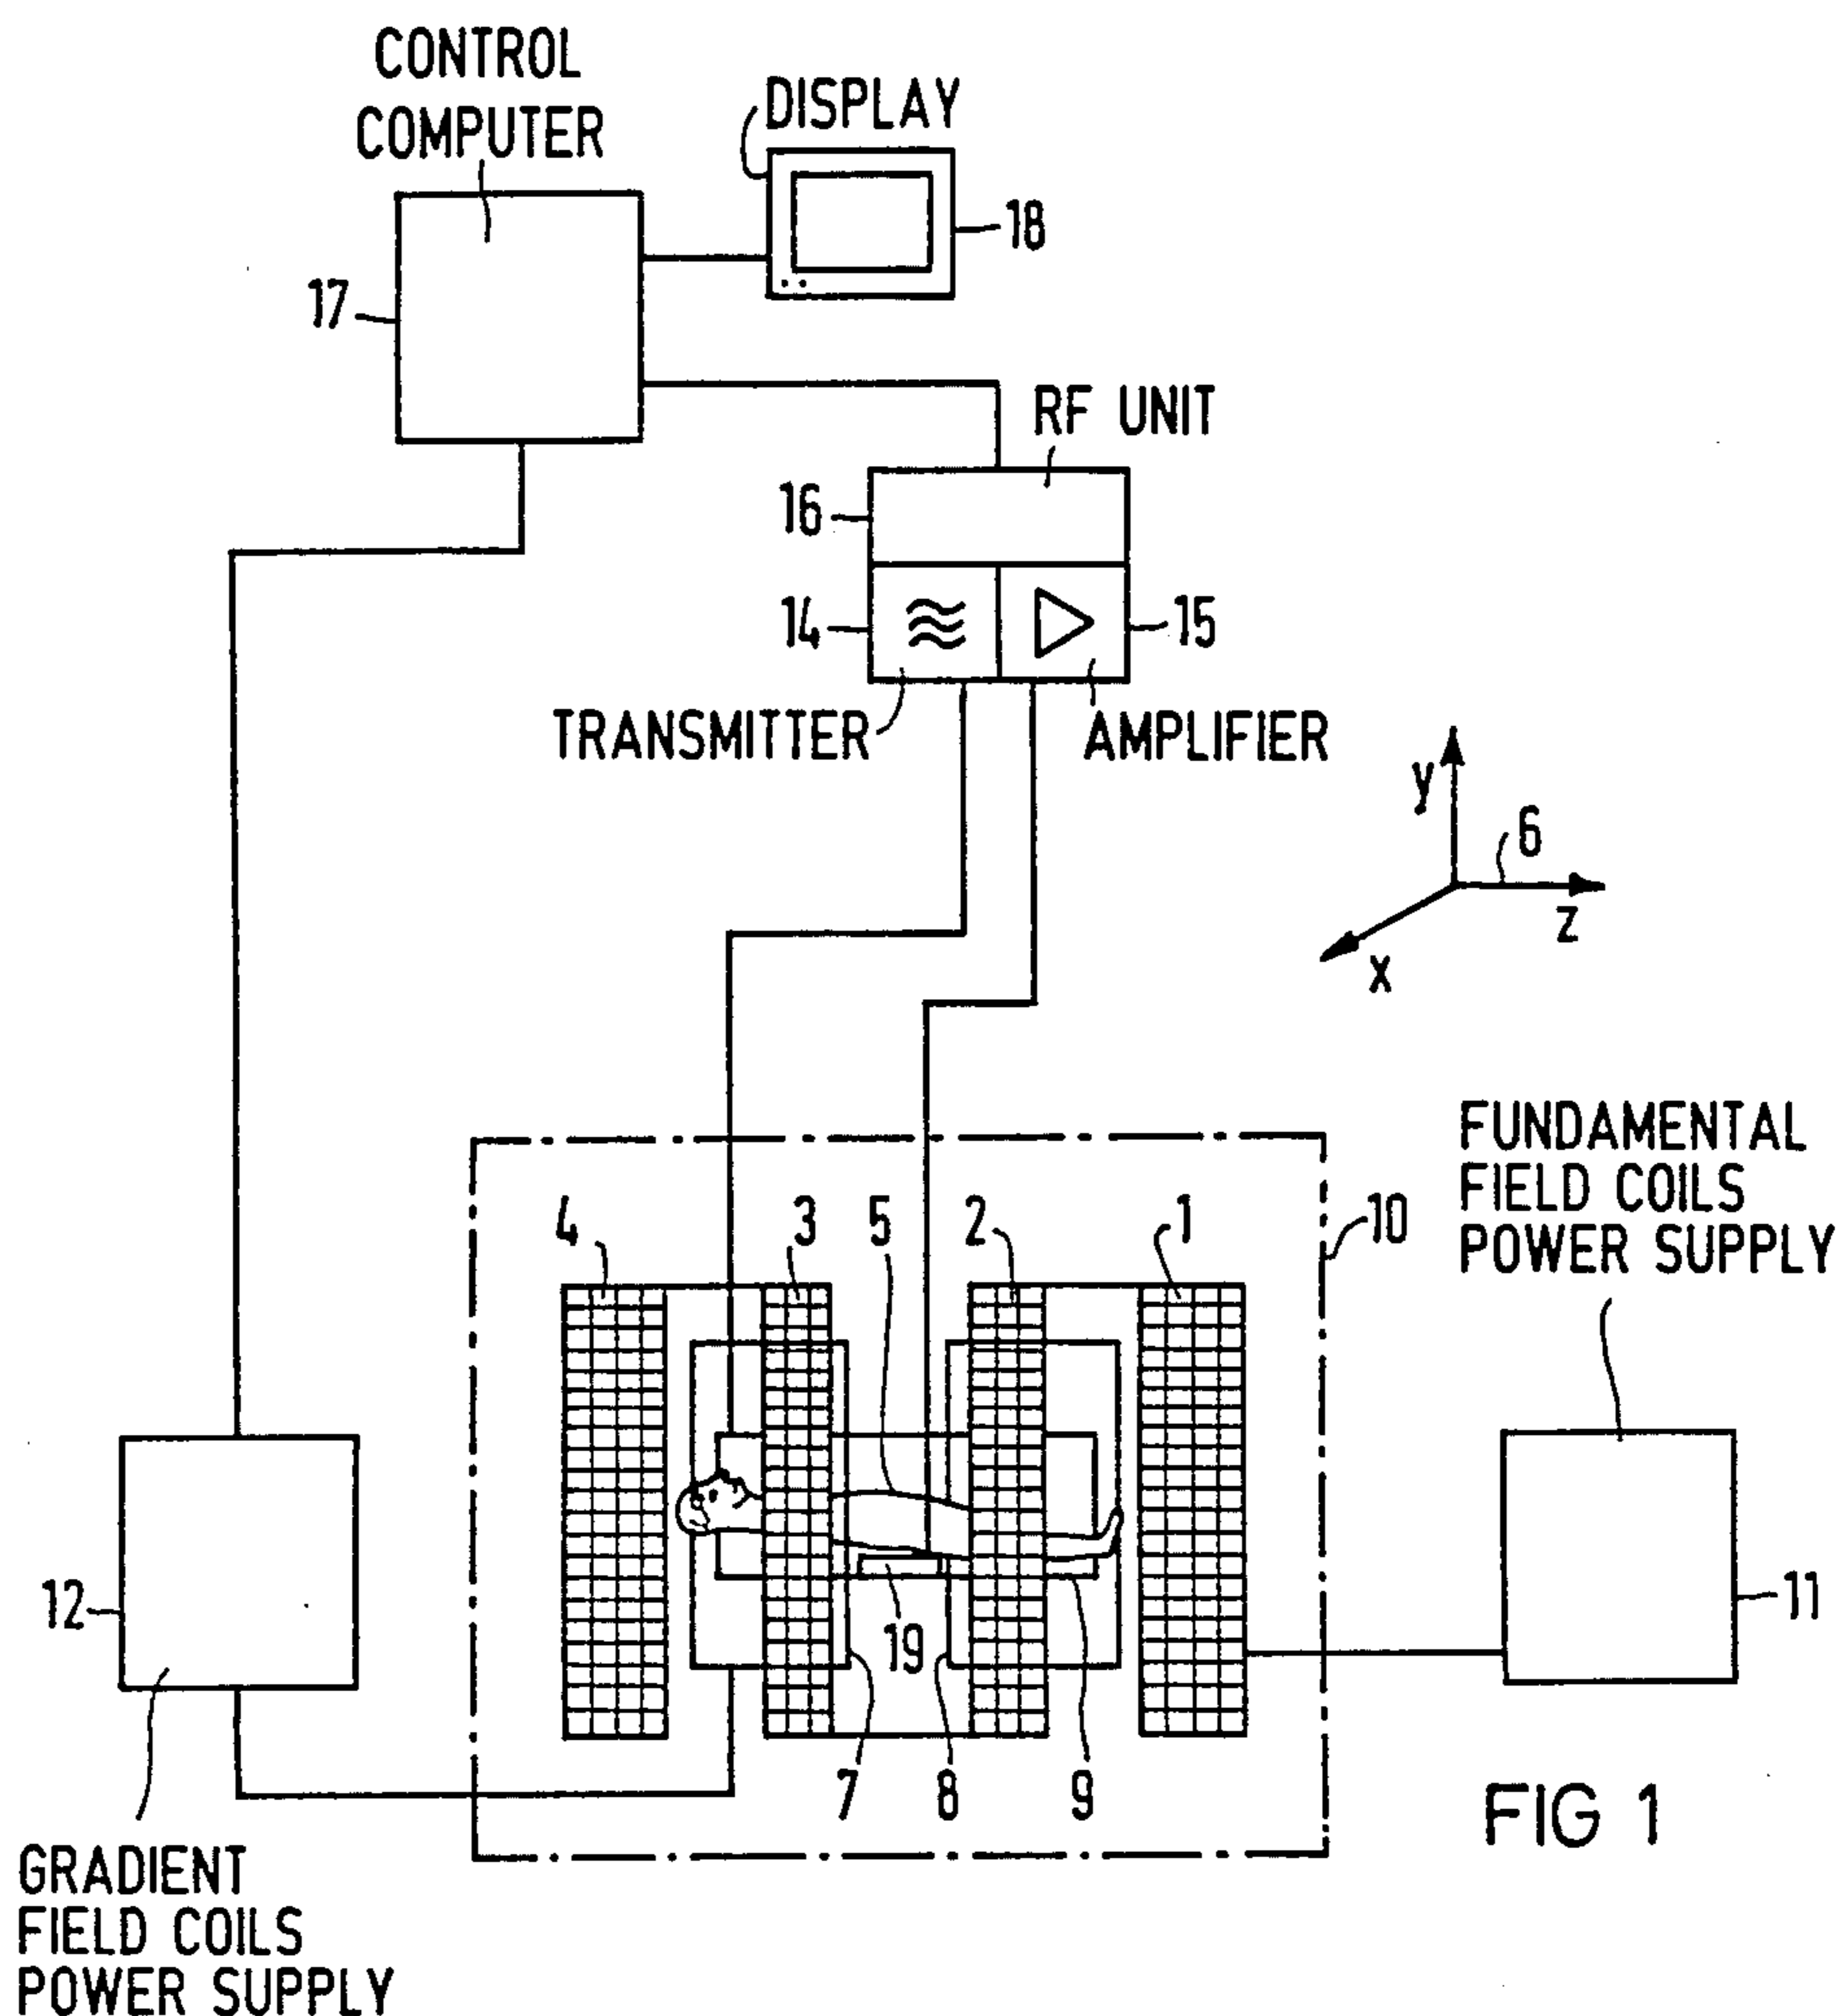 CONTROL
COMPUTER
DISPLAY
18
17
RF UNIT
16
14
15
TRANSMITTER
AMPLIFIER
y
6
z
x
FUNDAMENTAL
FIELD COILS
POWER SUPPLY
4
3
5
2
1
10
12
19
11
7
8
9
FIG 1
GRADIENT
FIELD COILS
POWER SUPPLY